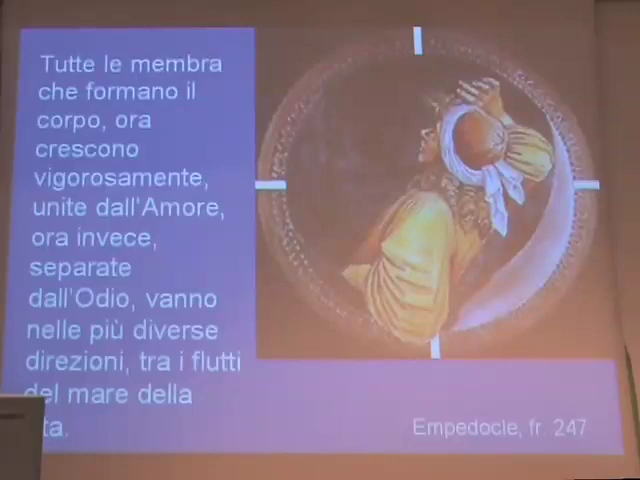 Tutte le membra
che formano il
corpo, ora
crescono
vigorosamente,
unite dall'Amore,
ora invece,
separate
dall'Odio, vanno
nelle più diverse
direzioni, tra i flutti
del mare della
ta.
Empedocle, fr. 247